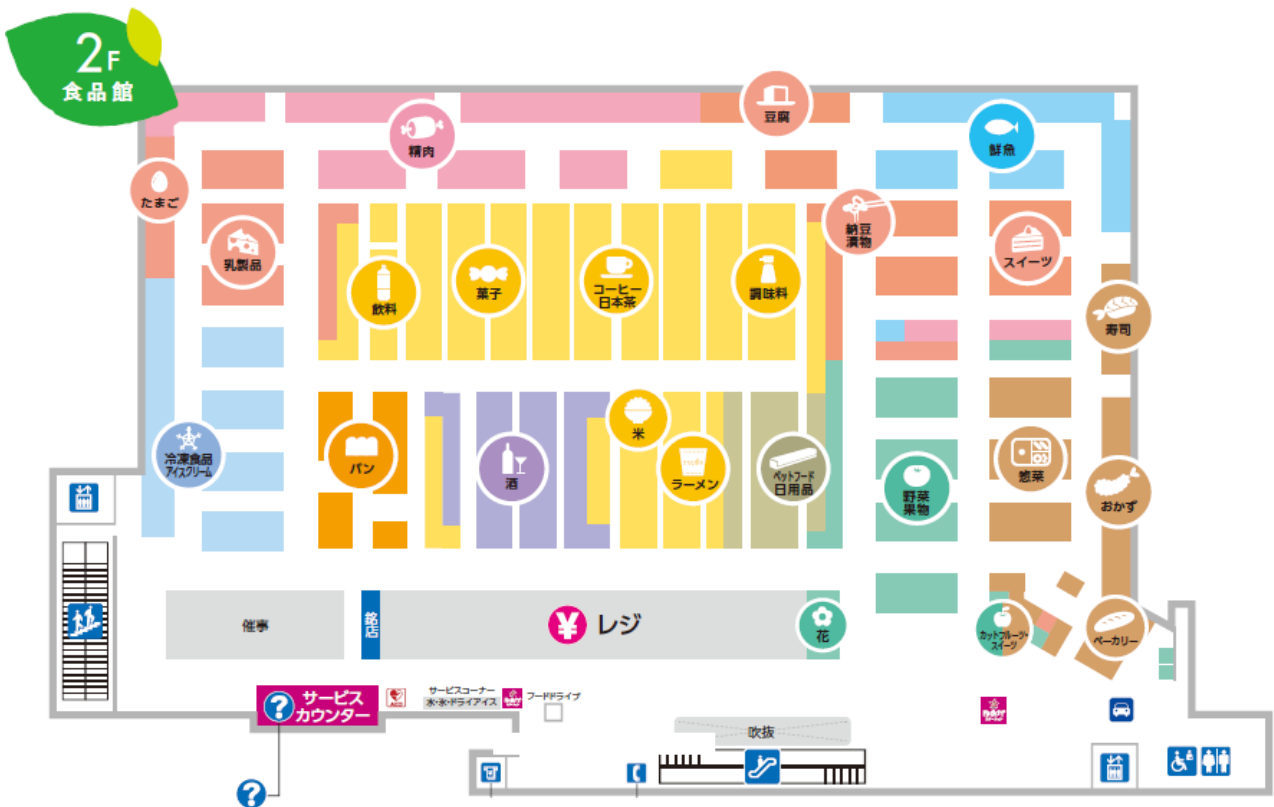 2F
食品館
豆腐
精肉
鮮魚
たまご
納豆
漬物
乳製品
スイーツ
飲料
菓子
コーヒー
日本茶
調味料
寿司
米
冷凍食品
アイスクリーム
パン
酒
ラーメン
ペットフード
日用品
野菜
果物
惣菜
おかず
催事
銘店
¥ レジ
花
カットフルーツ・
スイーツ
ベーカリー
? サービス
カウンター
AED
サービスコーナー
水・氷・ドライアイス
フードドライブ
吹抜
?